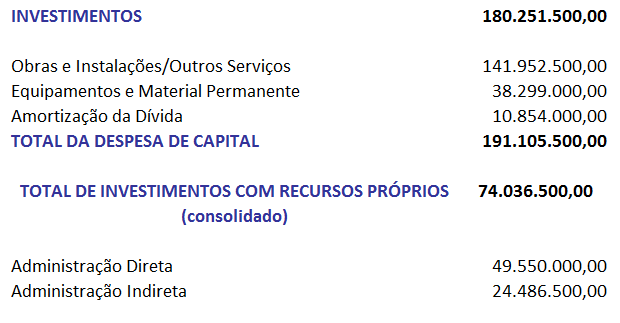 INVESTIMENTOS 180.251.500,00
Obras e Instalações/Outros Serviços 141.952.500,00
Equipamentos e Material Permanente 38.299.000,00
Amortização da Dívida 10.854.000,00
TOTAL DA DESPESA DE CAPITAL 191.105.500,00
TOTAL DE INVESTIMENTOS COM RECURSOS PRÓPRIOS 74.036.500,00
(consolidado)
Administração Direta 49.550.000,00
Administração Indireta 24.486.500,00